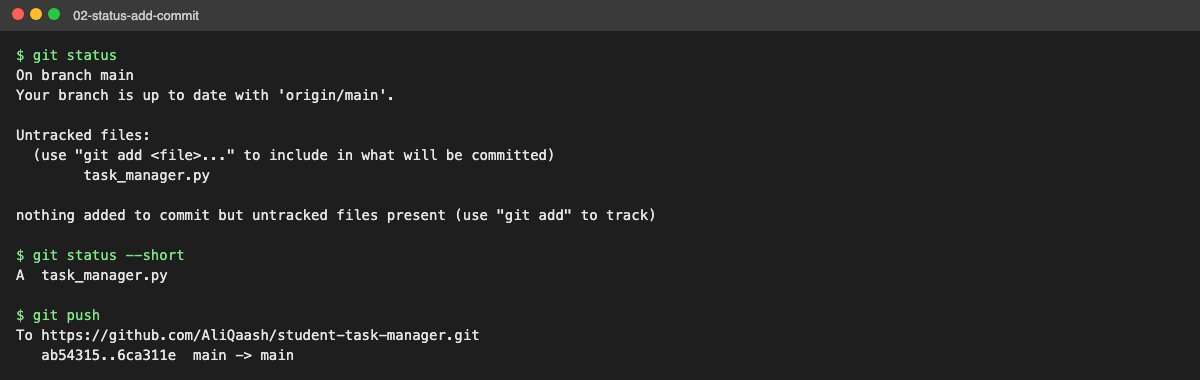 02-status-add-commit
$ git status
On branch main
Your branch is up to date with 'origin/main'.
Untracked files:
  (use "git add <file>..." to include in what will be committed)
        task_manager.py
nothing added to commit but untracked files present (use "git add" to track)
$ git status --short
A  task_manager.py
$ git push
To https://github.com/AliQaash/student-task-manager.git
   ab54315..6ca311e  main -> main